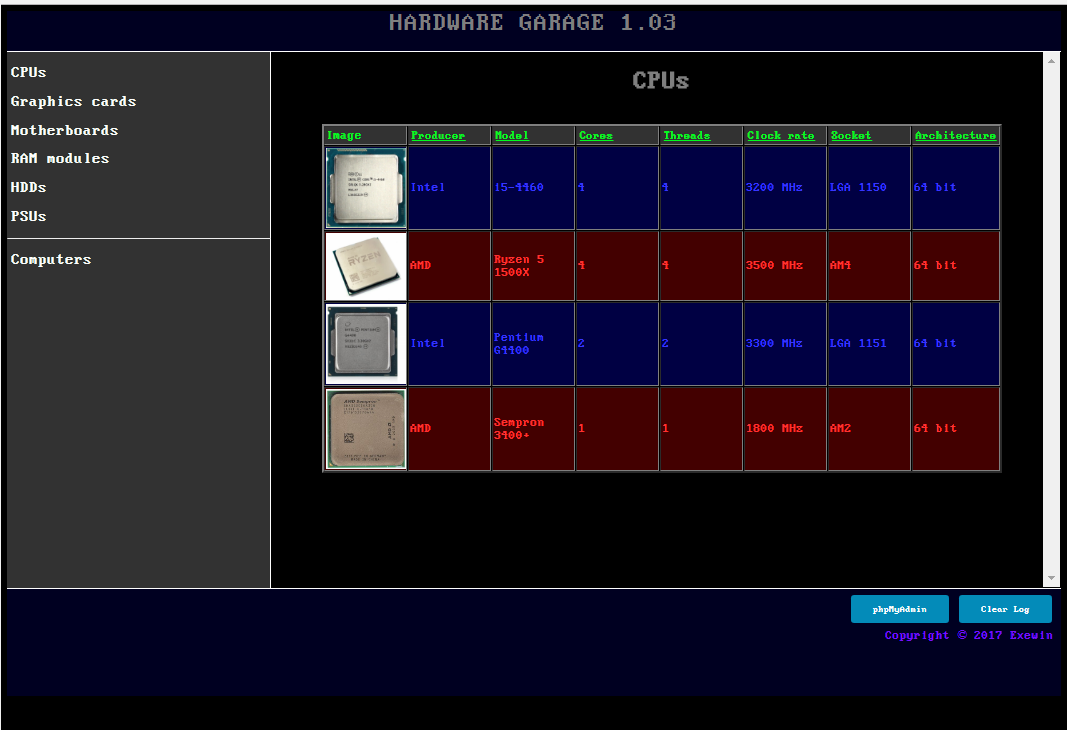 HARDWARE GARAGE 1.03
CPUs
Graphics cards
Motherboards
RAM modules
HDDs
PSUs
Computers
CPUs
Image Producer Model Cores Threads Clock rate Socket Architecture
Intel i5-4460 4 4 3200 MHz LGA 1150 64 bit
RYZEN
AMD Ryzen 5 1500X 4 4 3500 MHz AM4 64 bit
Intel Pentium G4400 2 2 3300 MHz LGA 1151 64 bit
AMD Sempron
AMD Sempron 3400+ 1 1 1800 MHz AM2 64 bit
phpMyAdmin Clear Log
Copyright © 2017 Exewin